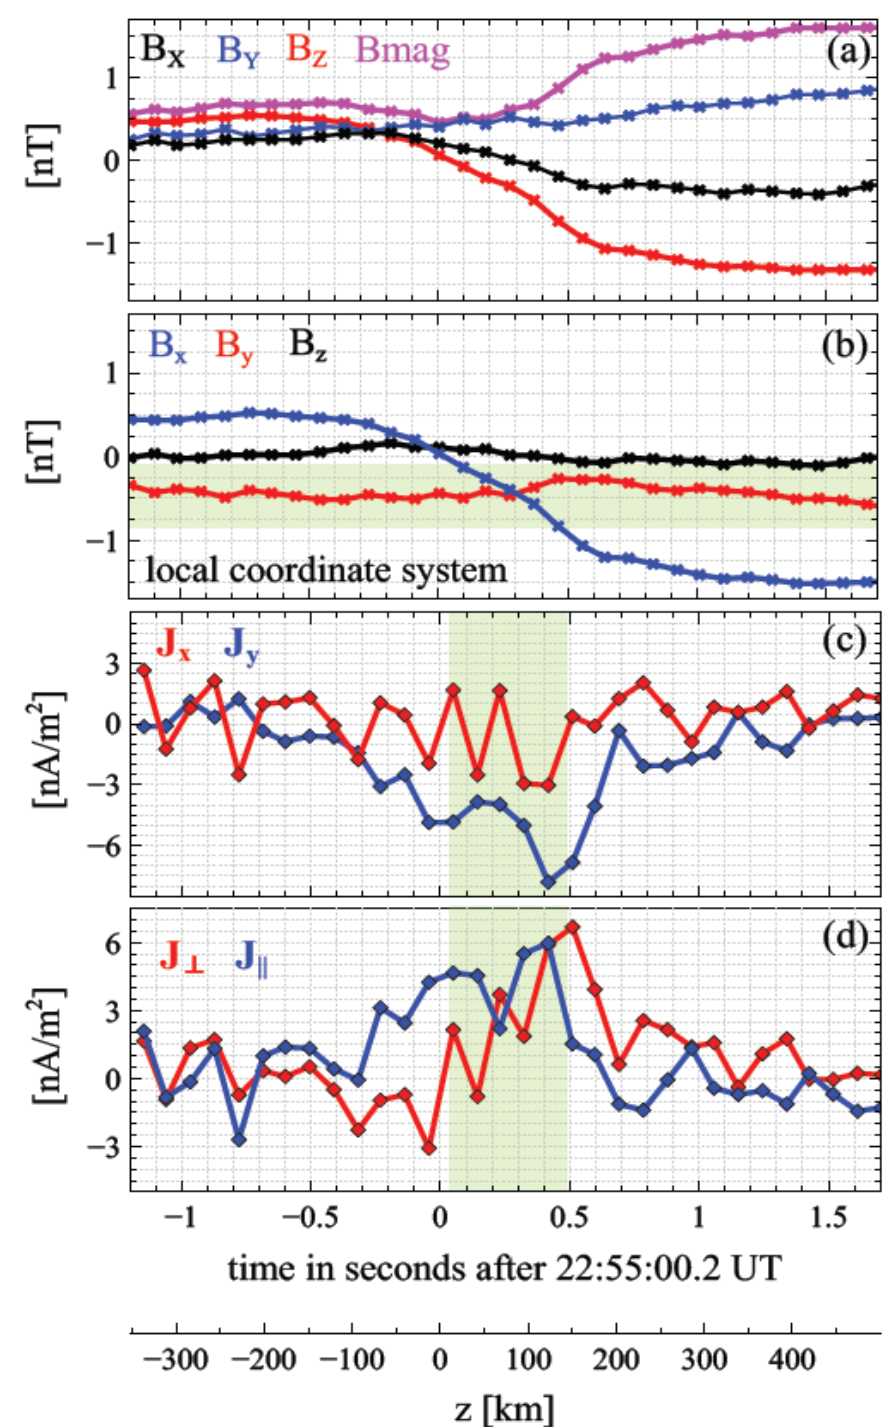 B_X B_Y B_Z Bmag (a)
1
0
−1
[nT]
B_x B_y B_z (b)
1
0
−1
[nT]
local coordinate system
J_x J_y (c)
3
0
−3
−6
[nA/m²]
J_⊥ J_∥ (d)
6
3
0
−3
[nA/m²]
−1 −0.5 0 0.5 1 1.5
time in seconds after 22:55:00.2 UT
−300 −200 −100 0 100 200 300 400
z [km]